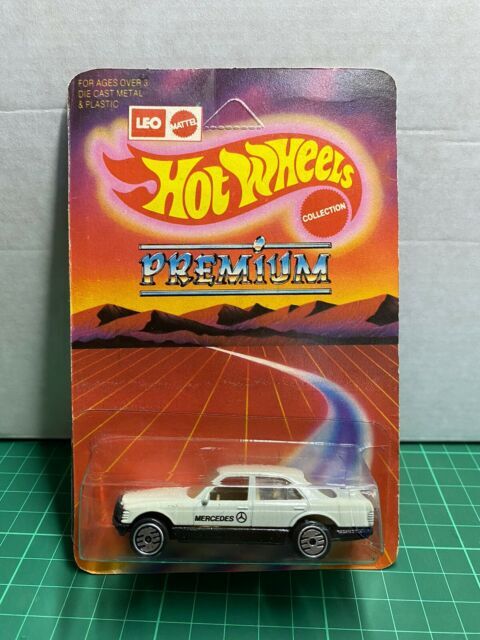 FOR AGES OVER 3
DIE CAST METAL
& PLASTIC
LEO
MATTEL
HOT WHEELS
COLLECTION
PREMIUM
MERCEDES